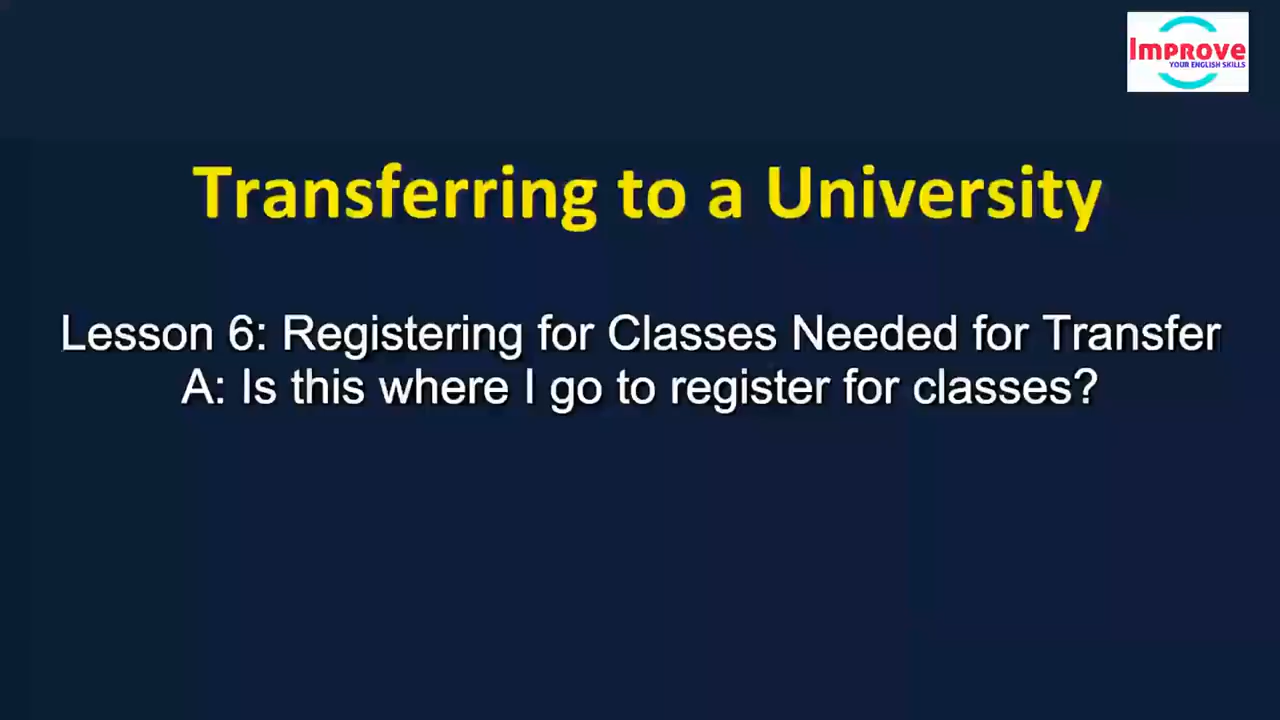 Improve
YOUR ENGLISH SKILLS
Transferring to a University
Lesson 6: Registering for Classes Needed for Transfer
A: Is this where I go to register for classes?